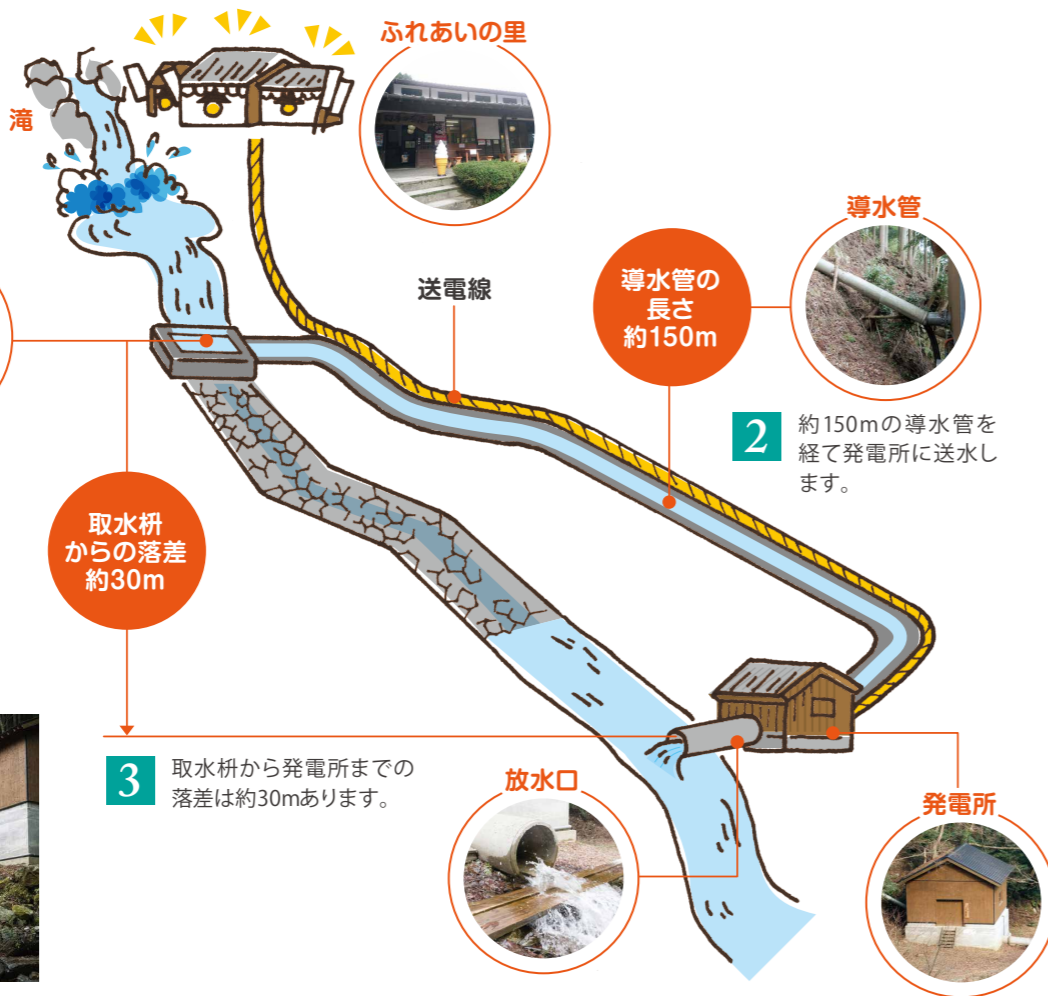 ふれあいの里
滝
導水管
送電線
導水管の
長さ
約150m
2
約150mの導水管を
経て発電所に送水し
ます。
取水枡
からの落差
約30m
3
取水枡から発電所までの
落差は約30mあります。
放水口
発電所